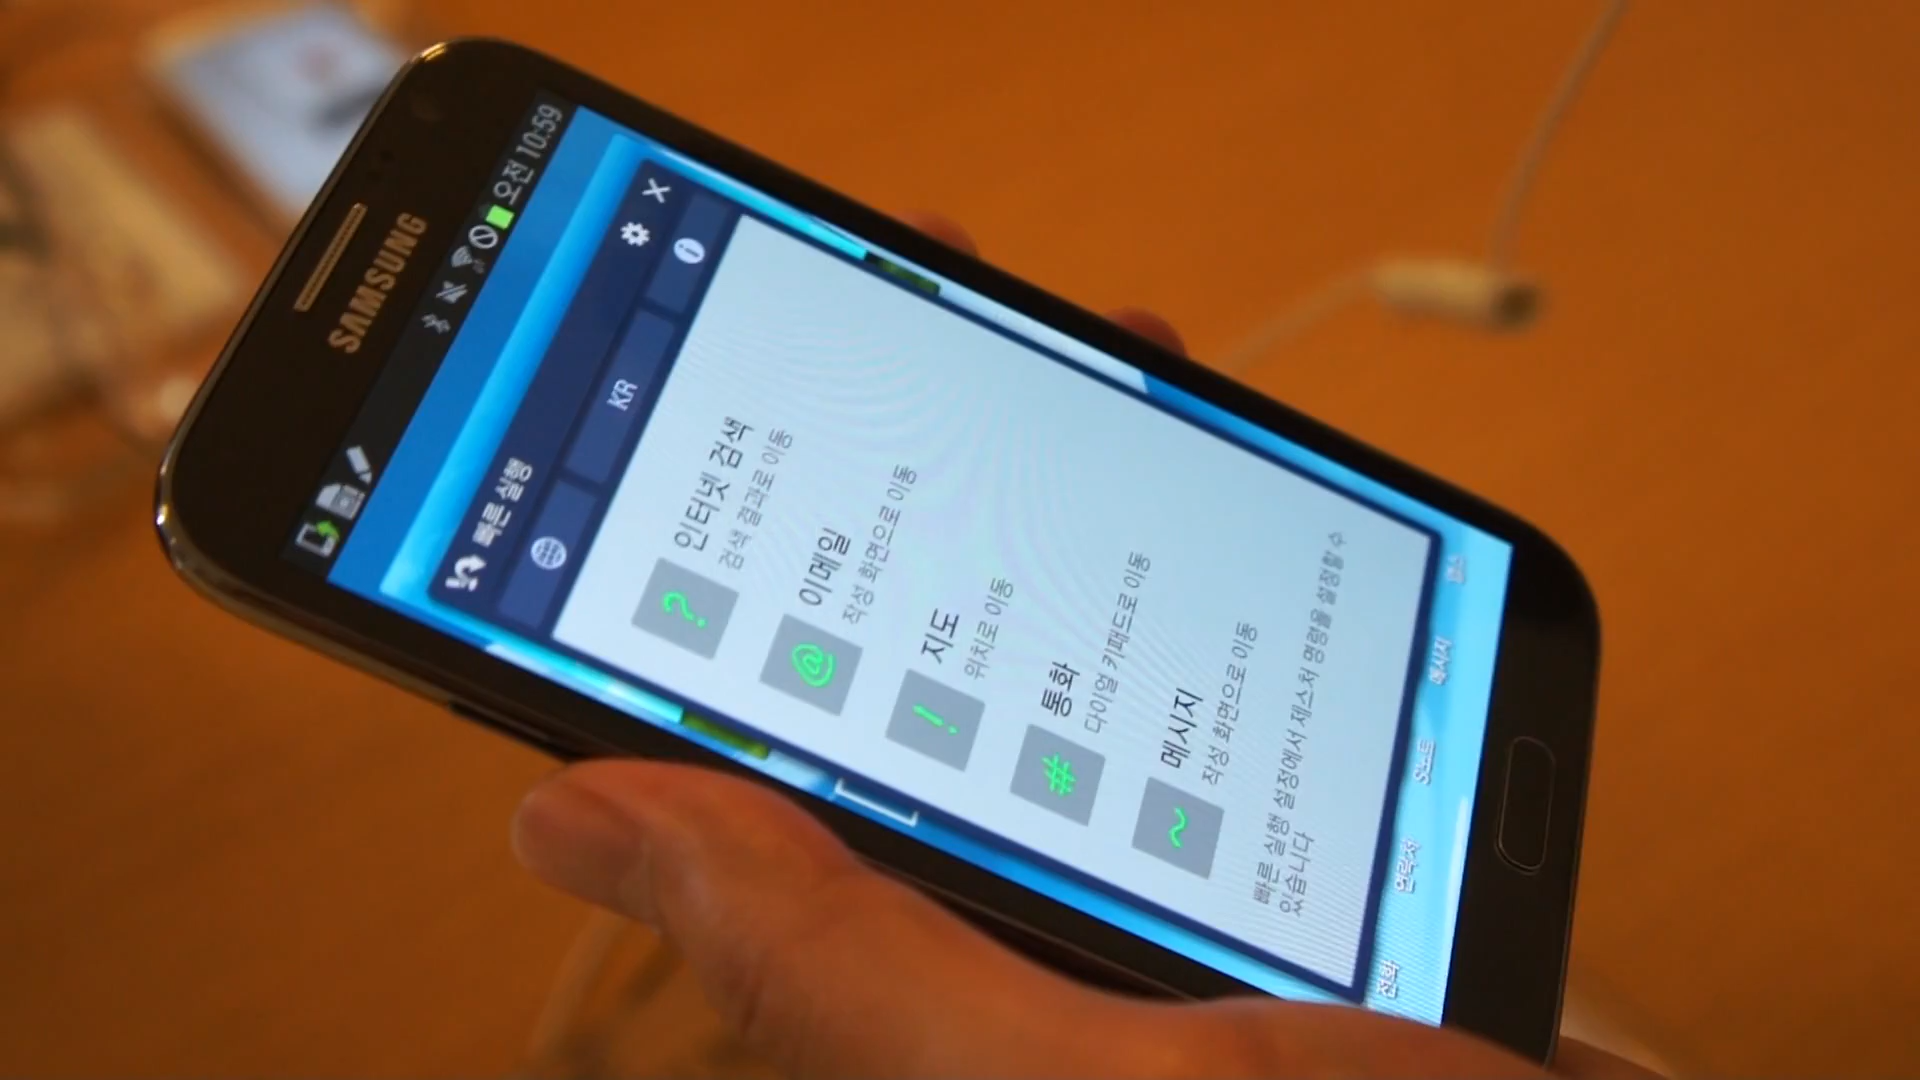 SAMSUNG
오전 10:59
빠른 실행
KR
?
인터넷 검색
검색 결과로 이동
@
이메일
작성 화면으로 이동
!
지도
위치로 이동
#
통화
다이얼 키패드로 이동
~
메시지
작성 화면으로 이동
빠른 실행 설정에서 제스처 명령을 설정할 수
있습니다
전화
연락처
S노트
메시지